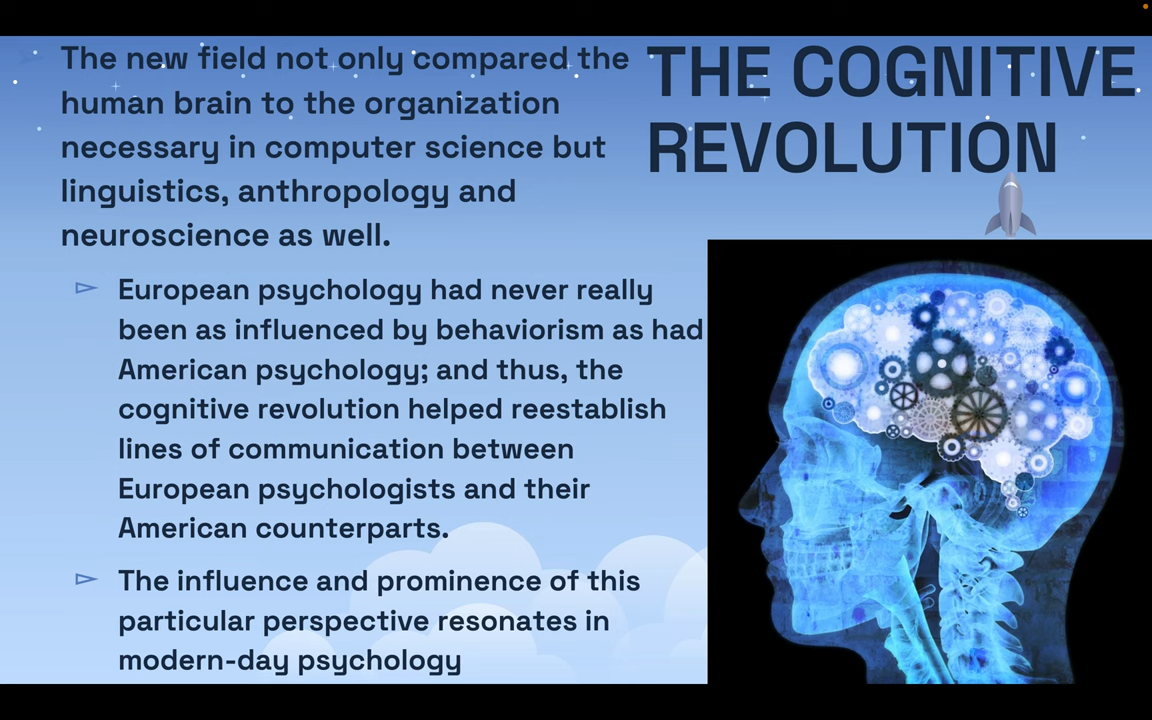 THE COGNITIVE
REVOLUTION
The new field not only compared the
human brain to the organization
necessary in computer science but
linguistics, anthropology and
neuroscience as well.
European psychology had never really
been as influenced by behaviorism as had
American psychology; and thus, the
cognitive revolution helped reestablish
lines of communication between
European psychologists and their
American counterparts.
The influence and prominence of this
particular perspective resonates in
modern-day psychology